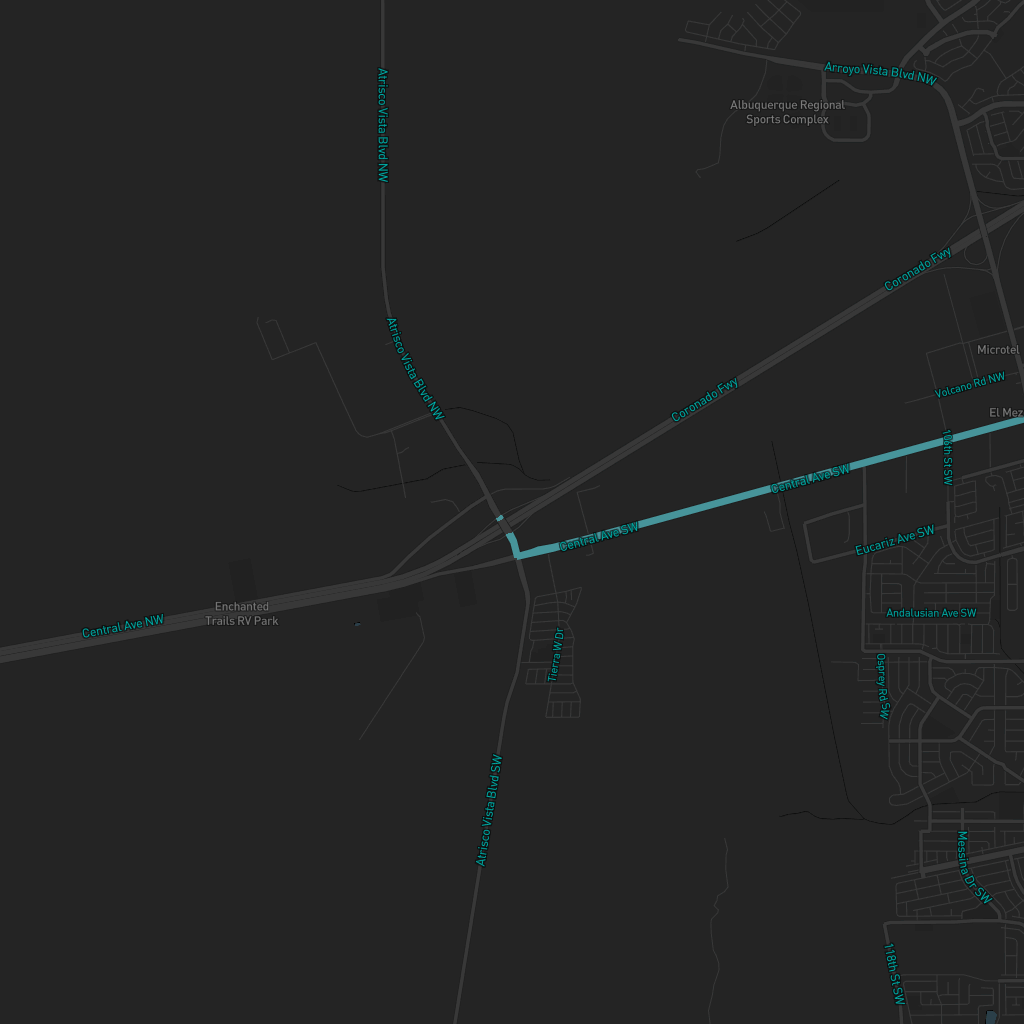 Arroyo Vista Blvd NW
Atrisco Vista Blvd NW
Albuquerque Regional
Sports Complex
Coronado Fwy
Atrisco Vista Blvd NW
Microtel
Volcano Rd NW
Coronado Fwy
El Mez
106th St SW
Central Ave SW
Central Ave SW
Eucariz Ave SW
Enchanted
Trails RV Park
Andalusian Ave SW
Central Ave NW
Tierra W Dr
Osprey Rd SW
Atrisco Vista Blvd SW
Messina Dr SW
118th St SW